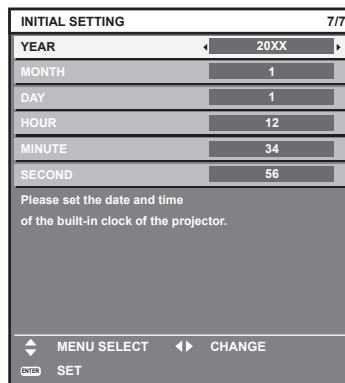 INITIAL SETTING 7/7
YEAR 20XX
MONTH 1
DAY 1
HOUR 12
MINUTE 34
SECOND 56
Please set the date and time
of the built-in clock of the projector.
MENU SELECT CHANGE
ENTER SET